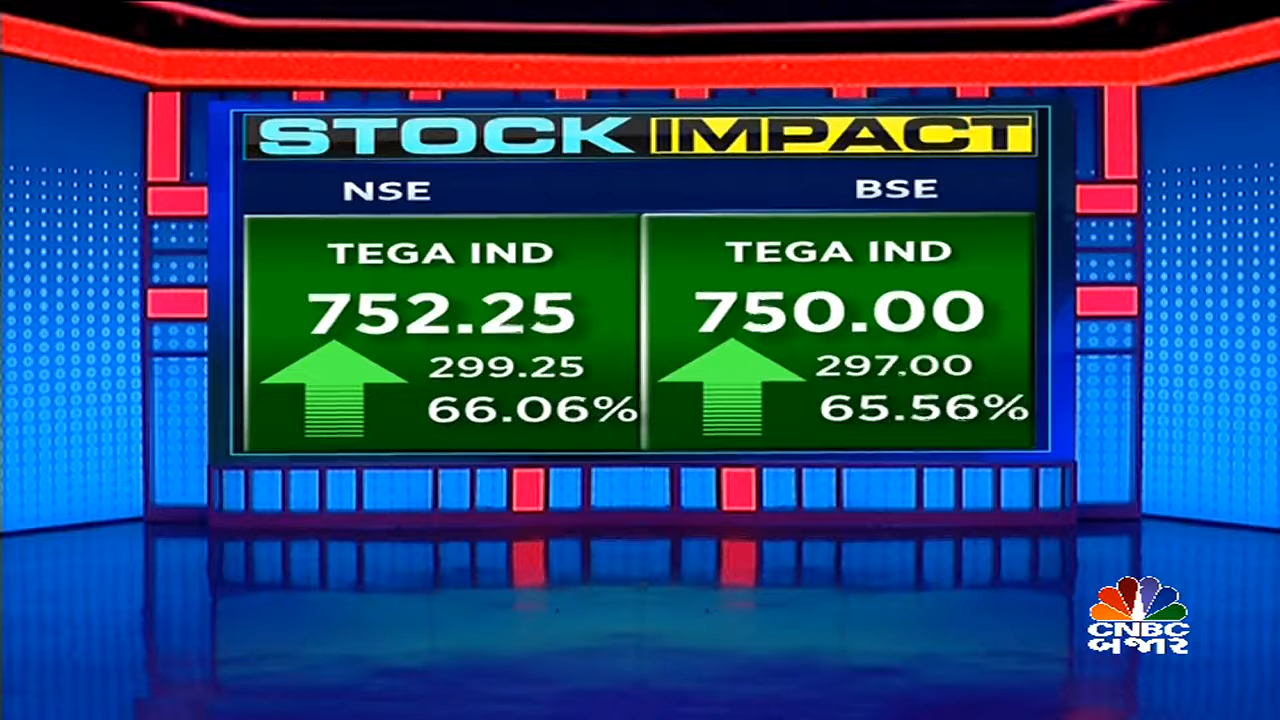 STOCK IMPACT
NSE
BSE
TEGA IND
752.25
299.25
66.06%
TEGA IND
750.00
297.00
65.56%
CNBC
બજાર